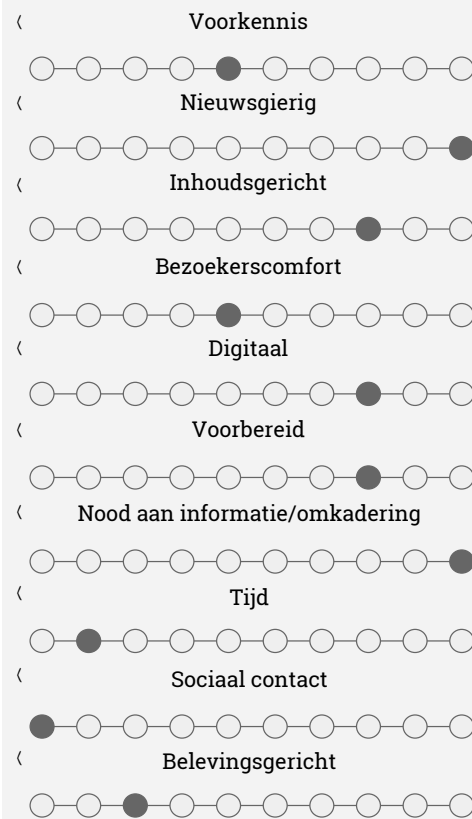 Voorkennis
Nieuwsgierig
Inhoudsgericht
Bezoekerscomfort
Digitaal
Voorbereid
Nood aan informatie/omkadering
Tijd
Sociaal contact
Belevingsgericht